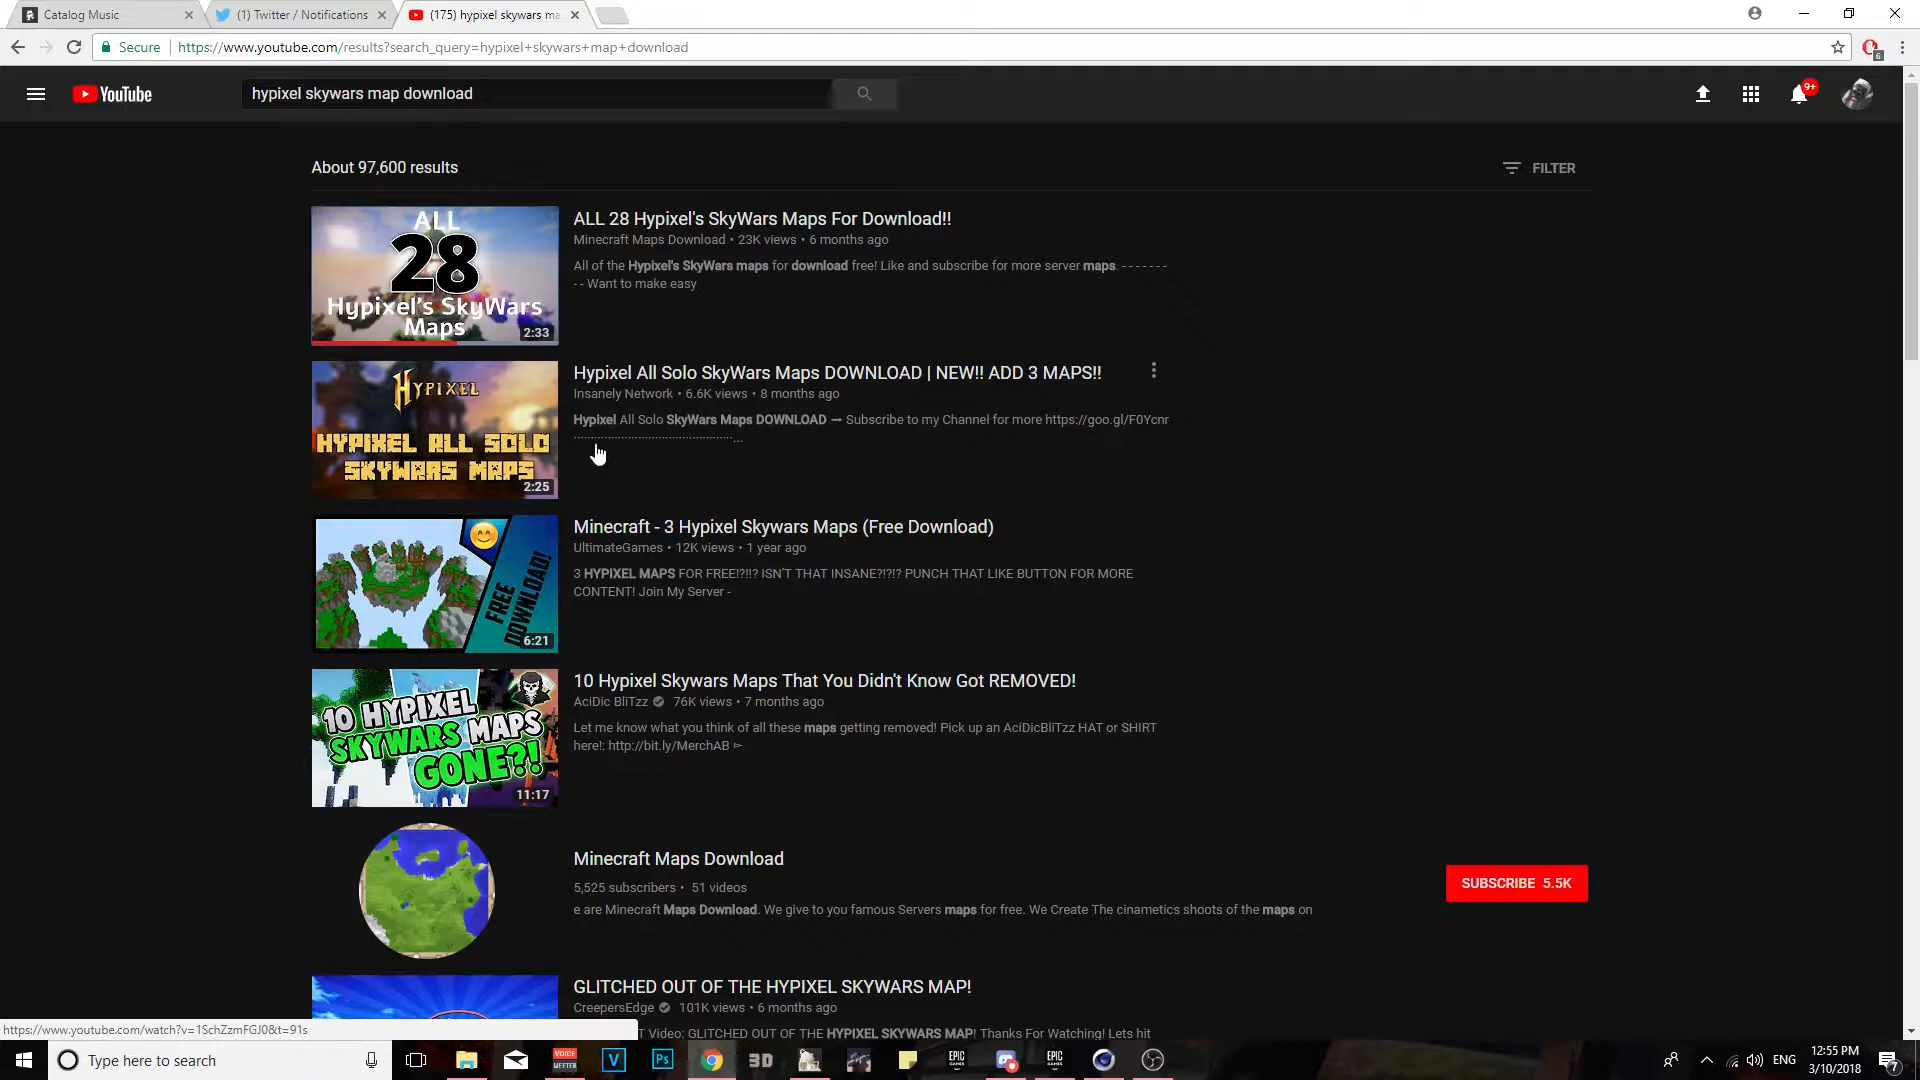 Catalog Music
(1) Twitter / Notifications
(175) hypixel skywars ma
Secure
https://www.youtube.com/results?search_query=hypixel+skywars+map+download
6
YouTube
hypixel skywars map download
9+
About 97,600 results
FILTER
ALL
28
Hypixel's SkyWars
Maps
2:33
ALL 28 Hypixel's SkyWars Maps For Download!!
Minecraft Maps Download • 23K views • 6 months ago
All of the Hypixel's SkyWars maps for download free! Like and subscribe for more server maps. - - - - - - -
- - Want to make easy
HYPIXEL
HYPIXEL ALL SOLO
SKYWARS MAPS
2:25
Hypixel All Solo SkyWars Maps DOWNLOAD | NEW!! ADD 3 MAPS!!
Insanely Network • 6.6K views • 8 months ago
Hypixel All Solo SkyWars Maps DOWNLOAD — Subscribe to my Channel for more https://goo.gl/F0Ycnr
...
FREE
DOWNLOAD!
6:21
Minecraft - 3 Hypixel Skywars Maps (Free Download)
UltimateGames • 12K views • 1 year ago
3 HYPIXEL MAPS FOR FREE!?!!? ISN'T THAT INSANE?!?!? PUNCH THAT LIKE BUTTON FOR MORE
CONTENT! Join My Server -
10 HYPIXEL
SKYWARS MAPS
GONE?!
11:17
10 Hypixel Skywars Maps That You Didn't Know Got REMOVED!
AciDic BliTzz 76K views • 7 months ago
Let me know what you think of all these maps getting removed! Pick up an AciDicBliTzz HAT or SHIRT
here!: http://bit.ly/MerchAB ►
Minecraft Maps Download
5,525 subscribers • 51 videos
e are Minecraft Maps Download. We give to you famous Servers maps for free. We Create The cinametics shoots of the maps on
SUBSCRIBE 5.5K
GLITCHED OUT OF THE HYPIXEL SKYWARS MAP!
CreepersEdge 101K views • 6 months ago
T Video: GLITCHED OUT OF THE HYPIXEL SKYWARS MAP! Thanks For Watching! Lets hit
https://www.youtube.com/watch?v=1SchZzmFGJ0&t=91s
Type here to search
VOICE
MEETER
V
Ps
3D
EPIC
GAMES
EPIC
GAMES
ENG
12:55 PM
3/10/2018
7